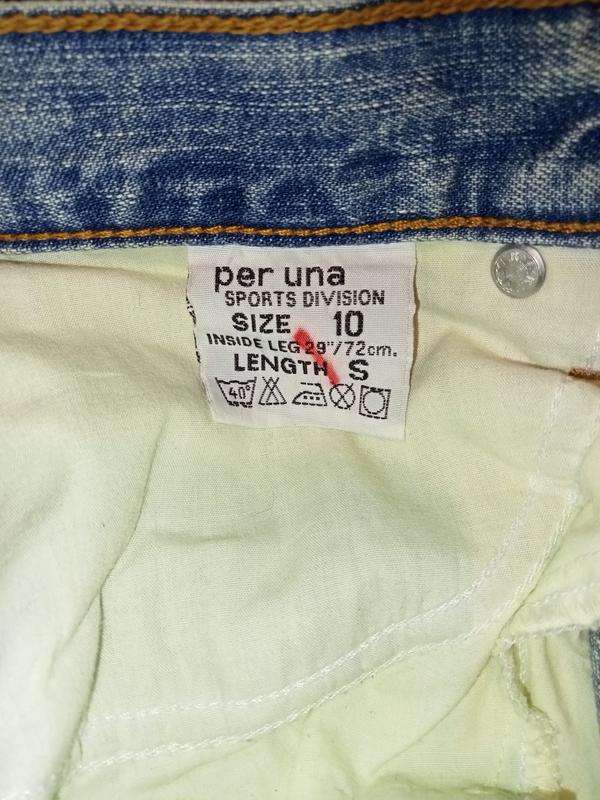 per una
SPORTS DIVISION
SIZE 10
INSIDE LEG 29"/72cm.
LENGTH S
40°